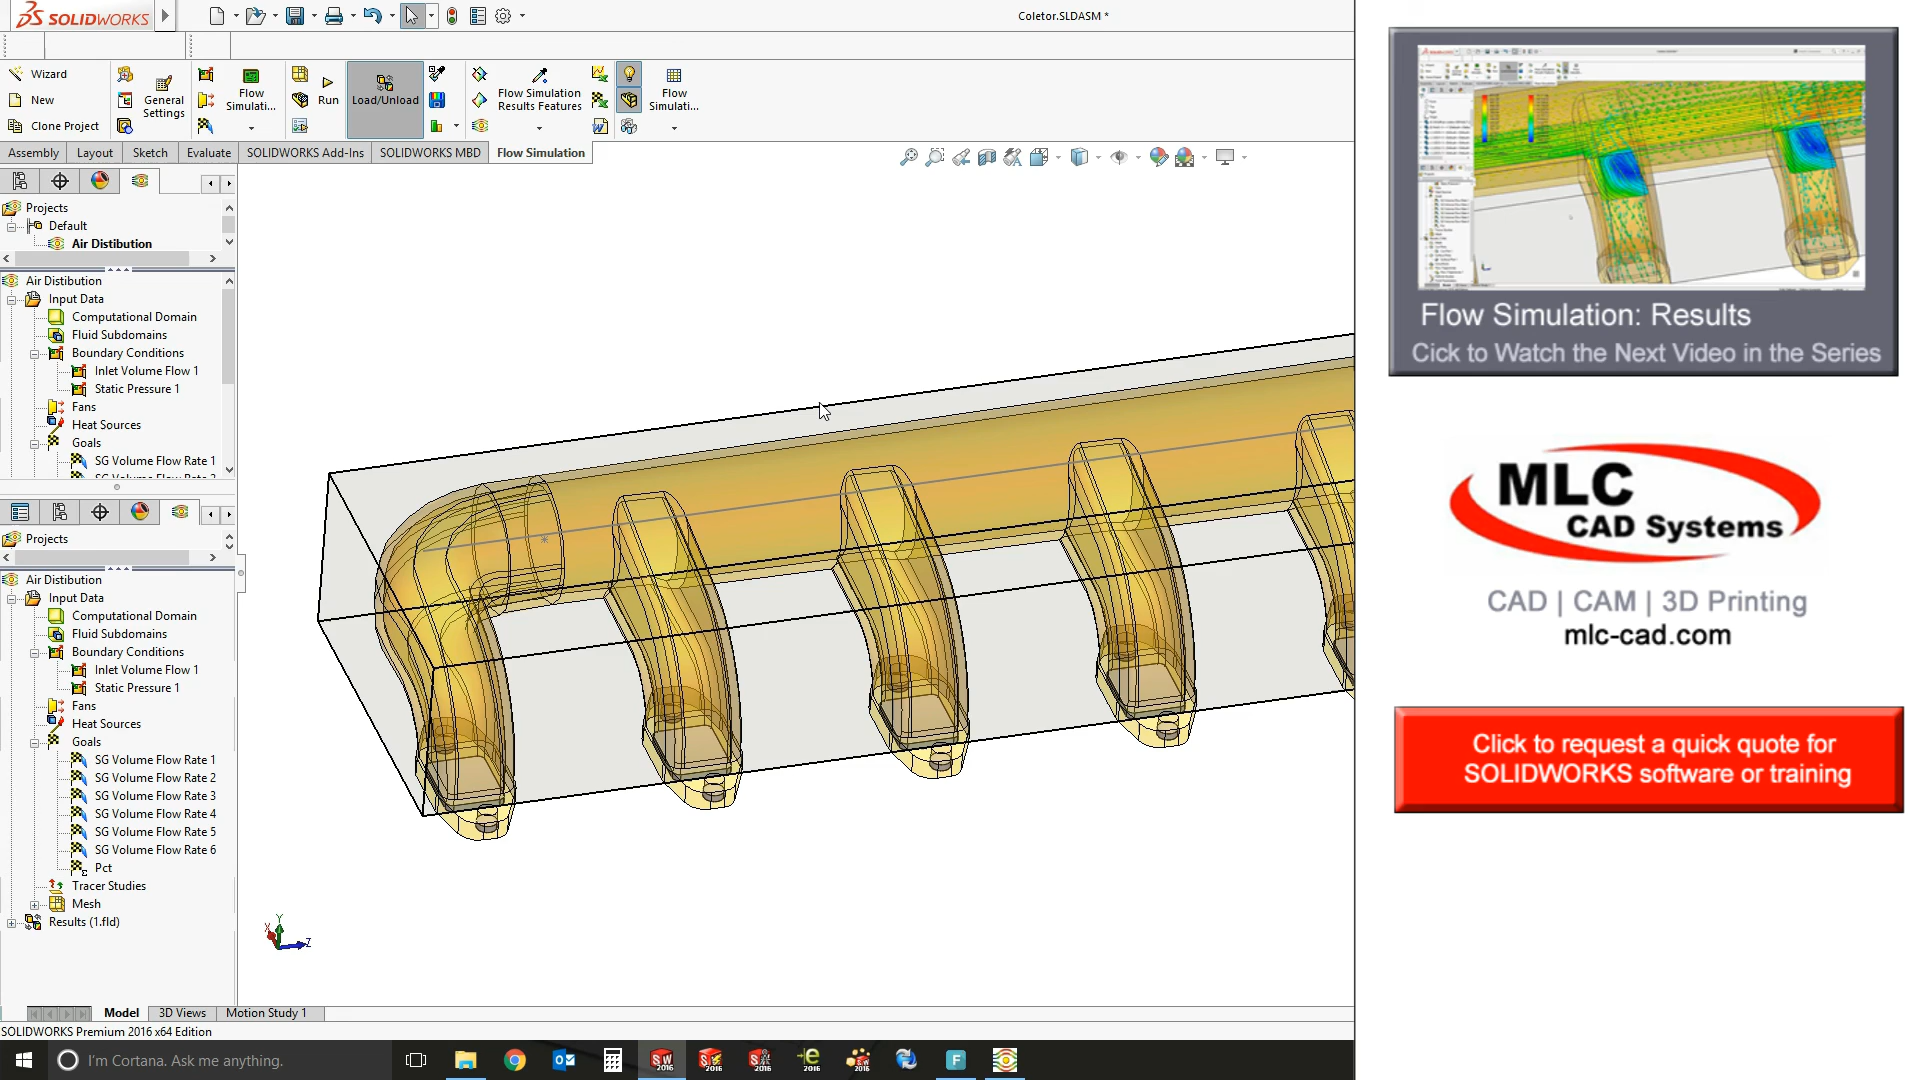 SOLIDWORKS
Coletor.SLDASM *
Wizard
New
Clone Project
General
Settings
Flow
Simulati...
Run
Load/Unload
Flow Simulation
Results Features
Flow
Simulati...
Assembly
Layout
Sketch
Evaluate
SOLIDWORKS Add-Ins
SOLIDWORKS MBD
Flow Simulation
Projects
Default
Air Distibution
Air Distibution
Input Data
Computational Domain
Fluid Subdomains
Boundary Conditions
Inlet Volume Flow 1
Static Pressure 1
Fans
Heat Sources
Goals
SG Volume Flow Rate 1
Projects
Air Distibution
Input Data
Computational Domain
Fluid Subdomains
Boundary Conditions
Inlet Volume Flow 1
Static Pressure 1
Fans
Heat Sources
Goals
SG Volume Flow Rate 1
SG Volume Flow Rate 2
SG Volume Flow Rate 3
SG Volume Flow Rate 4
SG Volume Flow Rate 5
SG Volume Flow Rate 6
Pct
Tracer Studies
Mesh
Results (1.fld)
Y
X
Z
Model
3D Views
Motion Study 1
SOLIDWORKS Premium 2016 x64 Edition
I'm Cortana. Ask me anything.
Flow Simulation: Results
Cick to Watch the Next Video in the Series
MLC
CAD Systems
CAD | CAM | 3D Printing
mlc-cad.com
Click to request a quick quote for
SOLIDWORKS software or training